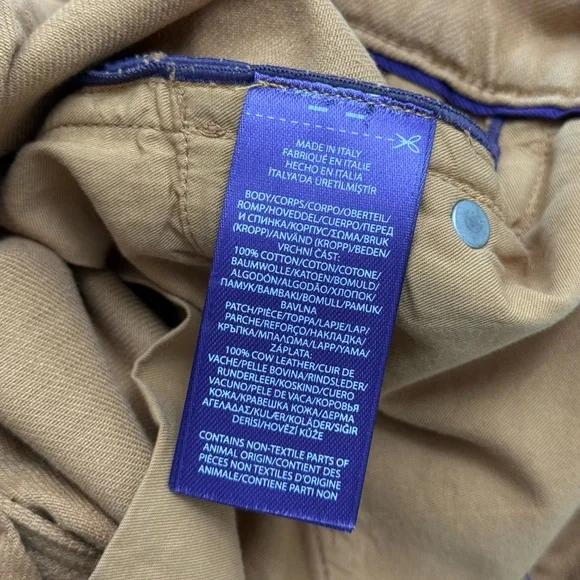 MADE IN ITALY
FABRIQUÉ EN ITALIE
HECHO EN ITALIA
İTALYA'DA ÜRETİLMİŞTİR
BODY/CORPS/CORPO/OBERTEIL/
ROMP/HOVEDDEL/CUERPO/ПЕРЕД
И СПИНКА/КОРПУС/ΣΩΜΑ/BRUK
(KROPP)/ÄNVÄND (KROPP)/BEDEN/
VRCHNÍ ČÁST:
100% COTTON/COTON/COTONE/
BAUMWOLLE/KATOEN/BOMULD/
ALGODÓN/ALGODÃO/ХЛОПОК/
ПАМУК/ΒΑΜΒΑΚΙ/BOMULL/PAMUK/
BAVLNA
PATCH/PIÈCE/TOPPA/LAPJE/LAP/
PARCHE/REFORÇO/НАКЛАДКА/
КРЪПКА/ΜΠΑΛΩΜΑ/LAPP/YAMA/
ZÁPLATA:
100% COW LEATHER/CUIR DE
VACHE/PELLE BOVINA/RINDSLEDER/
RUNDERLEER/KOSKIND/CUERO
VACUNO/PELE DE VACA/КОРОВЬЯ
КОЖА/КРАВЕШКА КОЖА/ΔΕΡΜΑ
ΑΓΕΛΑΔΑΣ/KULÆR/KOLÄDER/SIĞIR
DERİSİ/HOVĚZÍ KŮŽE
CONTAINS NON-TEXTILE PARTS OF
ANIMAL ORIGIN/CONTIENT DES
PIÈCES NON TEXTILES D'ORIGINE
ANIMALE/CONTIENE PARTI NON